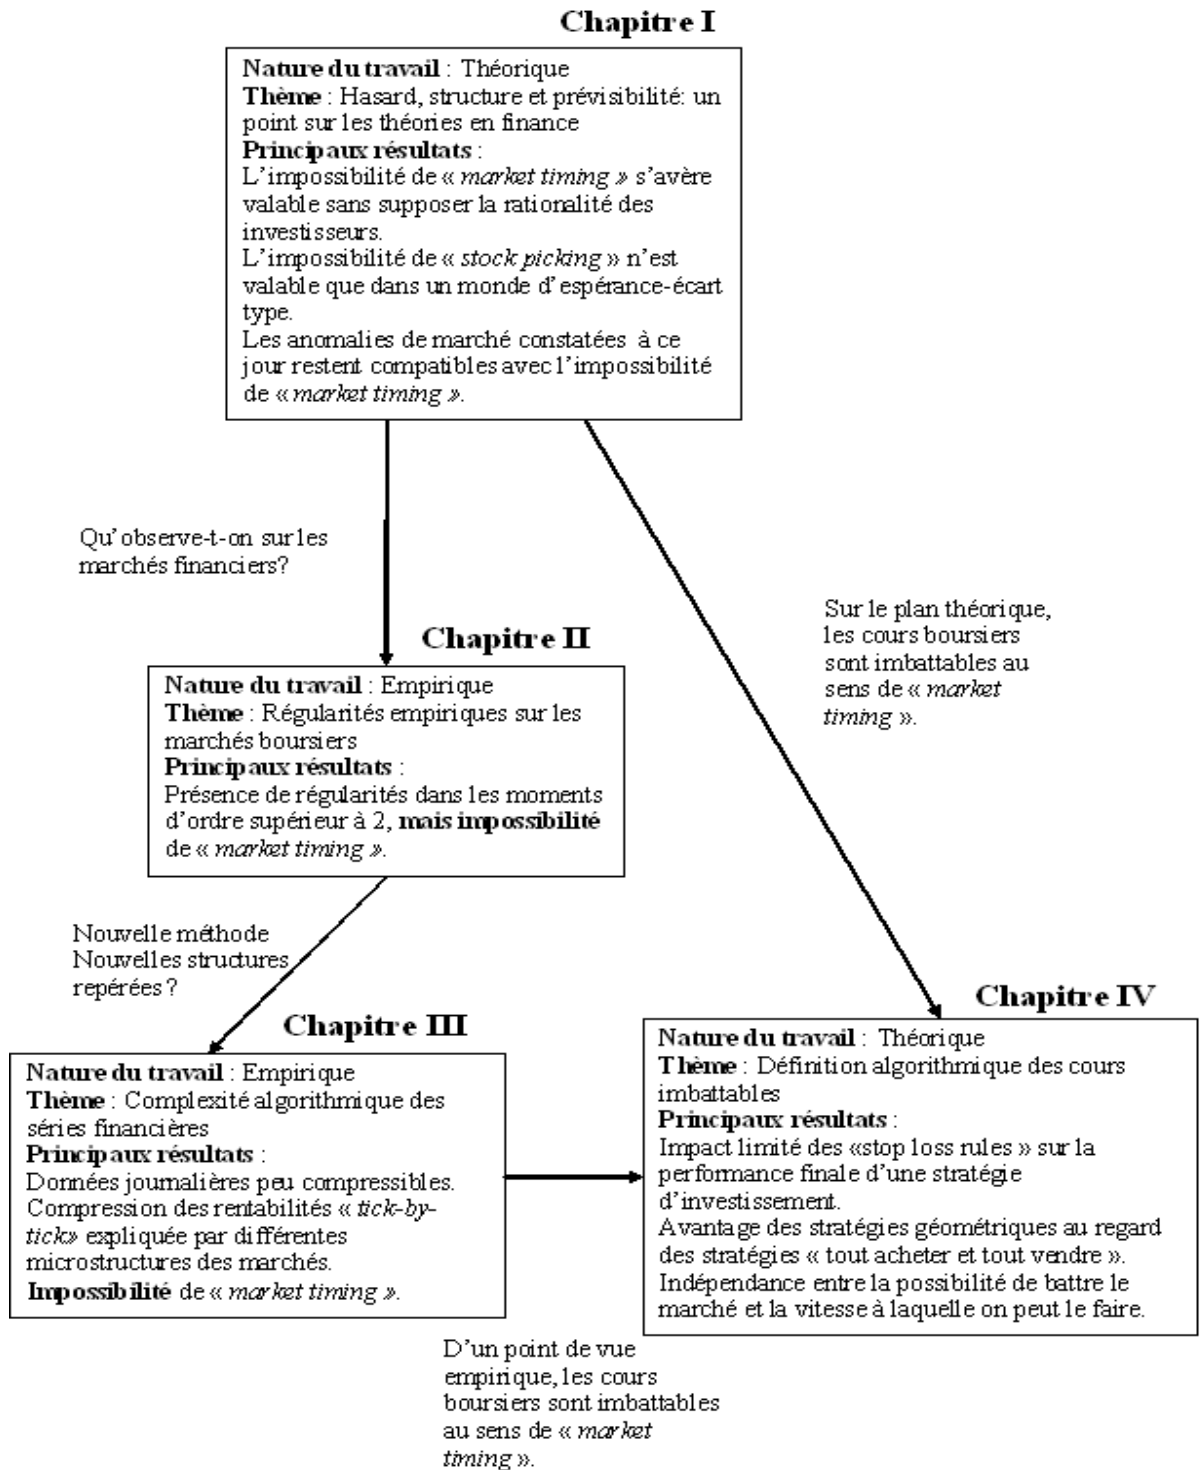 Chapitre I
Nature du travail : Théorique
Thème : Hasard, structure et prévisibilité: un
point sur les théories en finance
Principaux résultats :
L'impossibilité de « market timing » s'avère
valable sans supposer la rationalité des
investisseurs.
L'impossibilité de « stock picking » n'est
valable que dans un monde d'espérance-écart
type.
Les anomalies de marché constatées à ce
jour restent compatibles avec l'impossibilité
de « market timing ».
Qu'observe-t-on sur les
marchés financiers?
Sur le plan théorique,
les cours boursiers
sont imbattables au
sens de « market
timing ».
Chapitre II
Nature du travail : Empirique
Thème : Régularités empiriques sur les
marchés boursiers
Principaux résultats :
Présence de régularités dans les moments
d'ordre supérieur à 2, mais impossibilité
de « market timing ».
Nouvelle méthode
Nouvelles structures
repérées ?
Chapitre III
Nature du travail : Empirique
Thème : Complexité algorithmique des
séries financières
Principaux résultats :
Données journalières peu compressibles.
Compression des rentabilités « tick-by-
tick» expliquée par différentes
microstructures des marchés.
Impossibilité de « market timing ».
Chapitre IV
Nature du travail : Théorique
Thème : Définition algorithmique des cours
imbattables
Principaux résultats :
Impact limité des «stop loss rules » sur la
performance finale d'une stratégie
d'investissement.
Avantage des stratégies géométriques au regard
des stratégies « tout acheter et tout vendre ».
Indépendance entre la possibilité de battre le
marché et la vitesse à laquelle on peut le faire.
D'un point de vue
empirique, les cours
boursiers sont imbattables
au sens de « market
timing ».